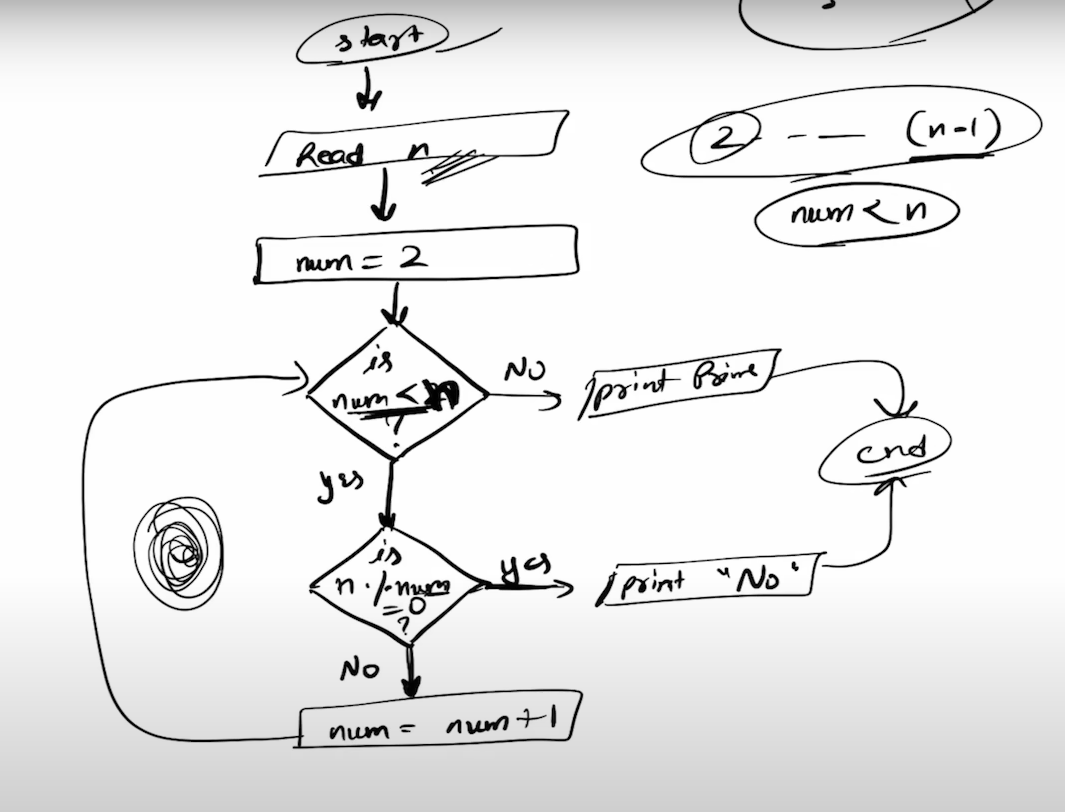 start
Read n
2 - - — (n-1)
num < n
num = 2
is
num < n
?
No
print Prime
end
yes
is
n % num
= 0
?
yes
print "No"
No
num = num + 1